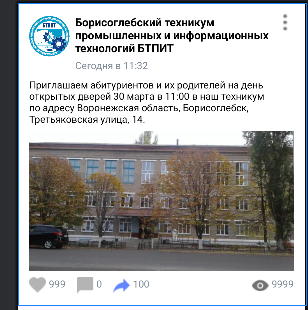 БТПИТ
Борисоглебский техникум
промышленных и информационных
технологий БТПИТ
Сегодня в 11:32
Приглашаем абитуриентов и их родителей на день
открытых дверей 30 марта в 11:00 в наш техникум
по адресу Воронежская область, Борисоглебск,
Третьяковская улица, 14.
999 0 100 9999